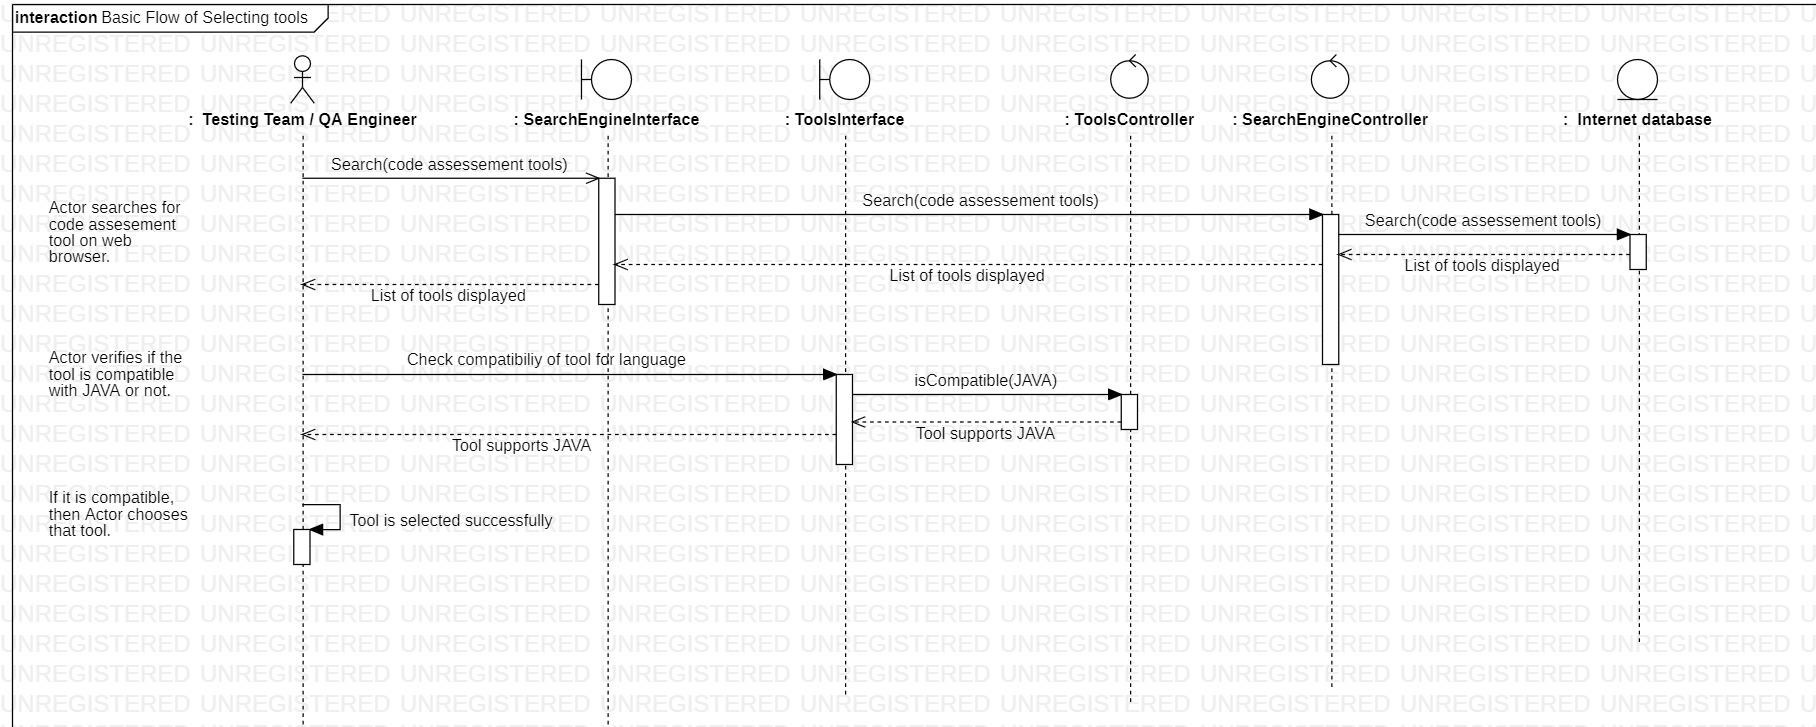 interaction Basic Flow of Selecting tools
: Testing Team / QA Engineer
: SearchEngineInterface
: ToolsInterface
: ToolsController
: SearchEngineController
: Internet database
Search(code assessement tools)
Actor searches for
code assesement
tool on web
browser.
Search(code assessement tools)
Search(code assessement tools)
List of tools displayed
List of tools displayed
List of tools displayed
Actor verifies if the
tool is compatible
with JAVA or not.
Check compatibiliy of tool for language
isCompatible(JAVA)
Tool supports JAVA
Tool supports JAVA
If it is compatible,
then Actor chooses
that tool.
Tool is selected successfully
UNREGISTERED